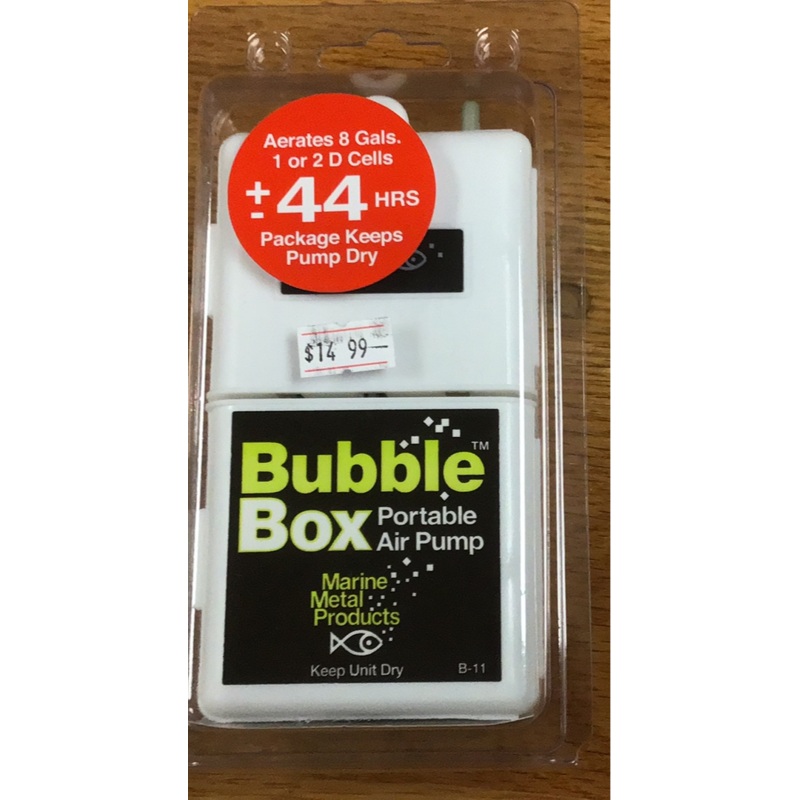 Aerates 8 Gals.
1 or 2 D Cells
±44 HRS
Package Keeps
Pump Dry
$14 99
Bubble™
Box Portable
Air Pump
Marine
Metal
Products
Keep Unit Dry B-11